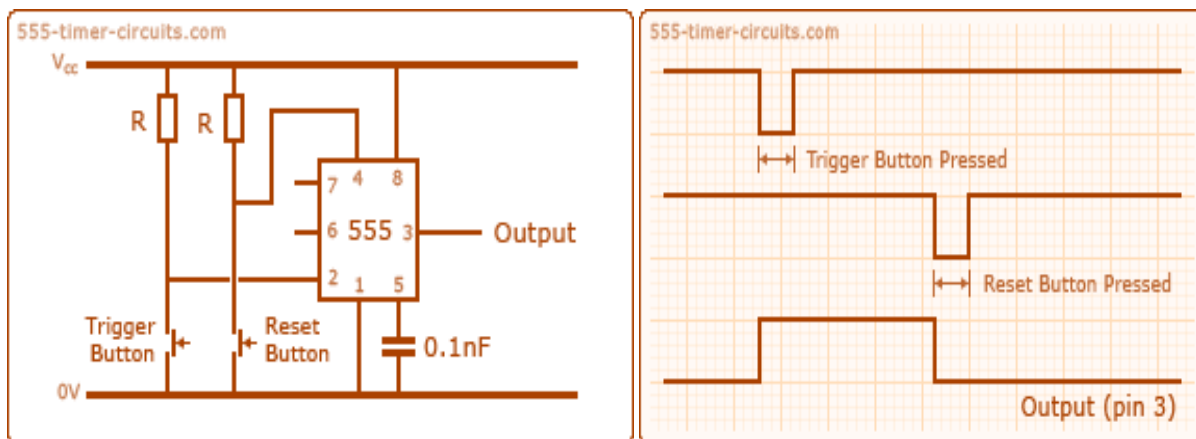 555-timer-circuits.com
Vcc
R
R
7
4
8
6
555
3
Output
2
1
5
Trigger
Button
Reset
Button
0.1nF
0V
555-timer-circuits.com
Trigger Button Pressed
Reset Button Pressed
Output (pin 3)